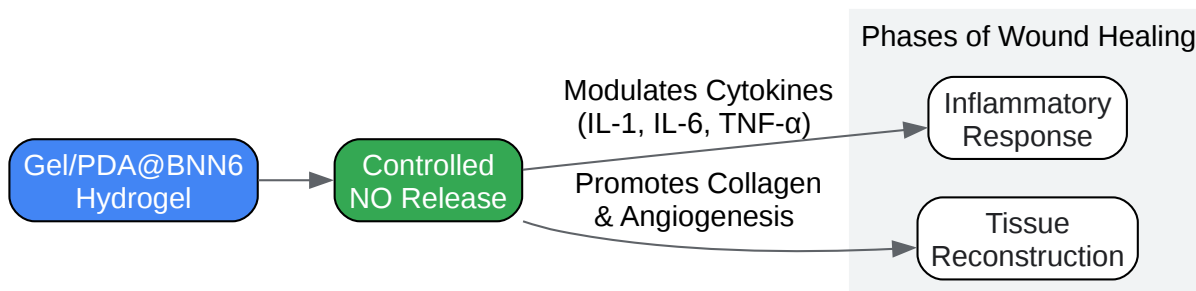 Phases of Wound Healing
Gel/PDA@BNN6
Hydrogel
Controlled
NO Release
Modulates Cytokines
(IL-1, IL-6, TNF-α)
Inflammatory
Response
Promotes Collagen
& Angiogenesis
Tissue
Reconstruction